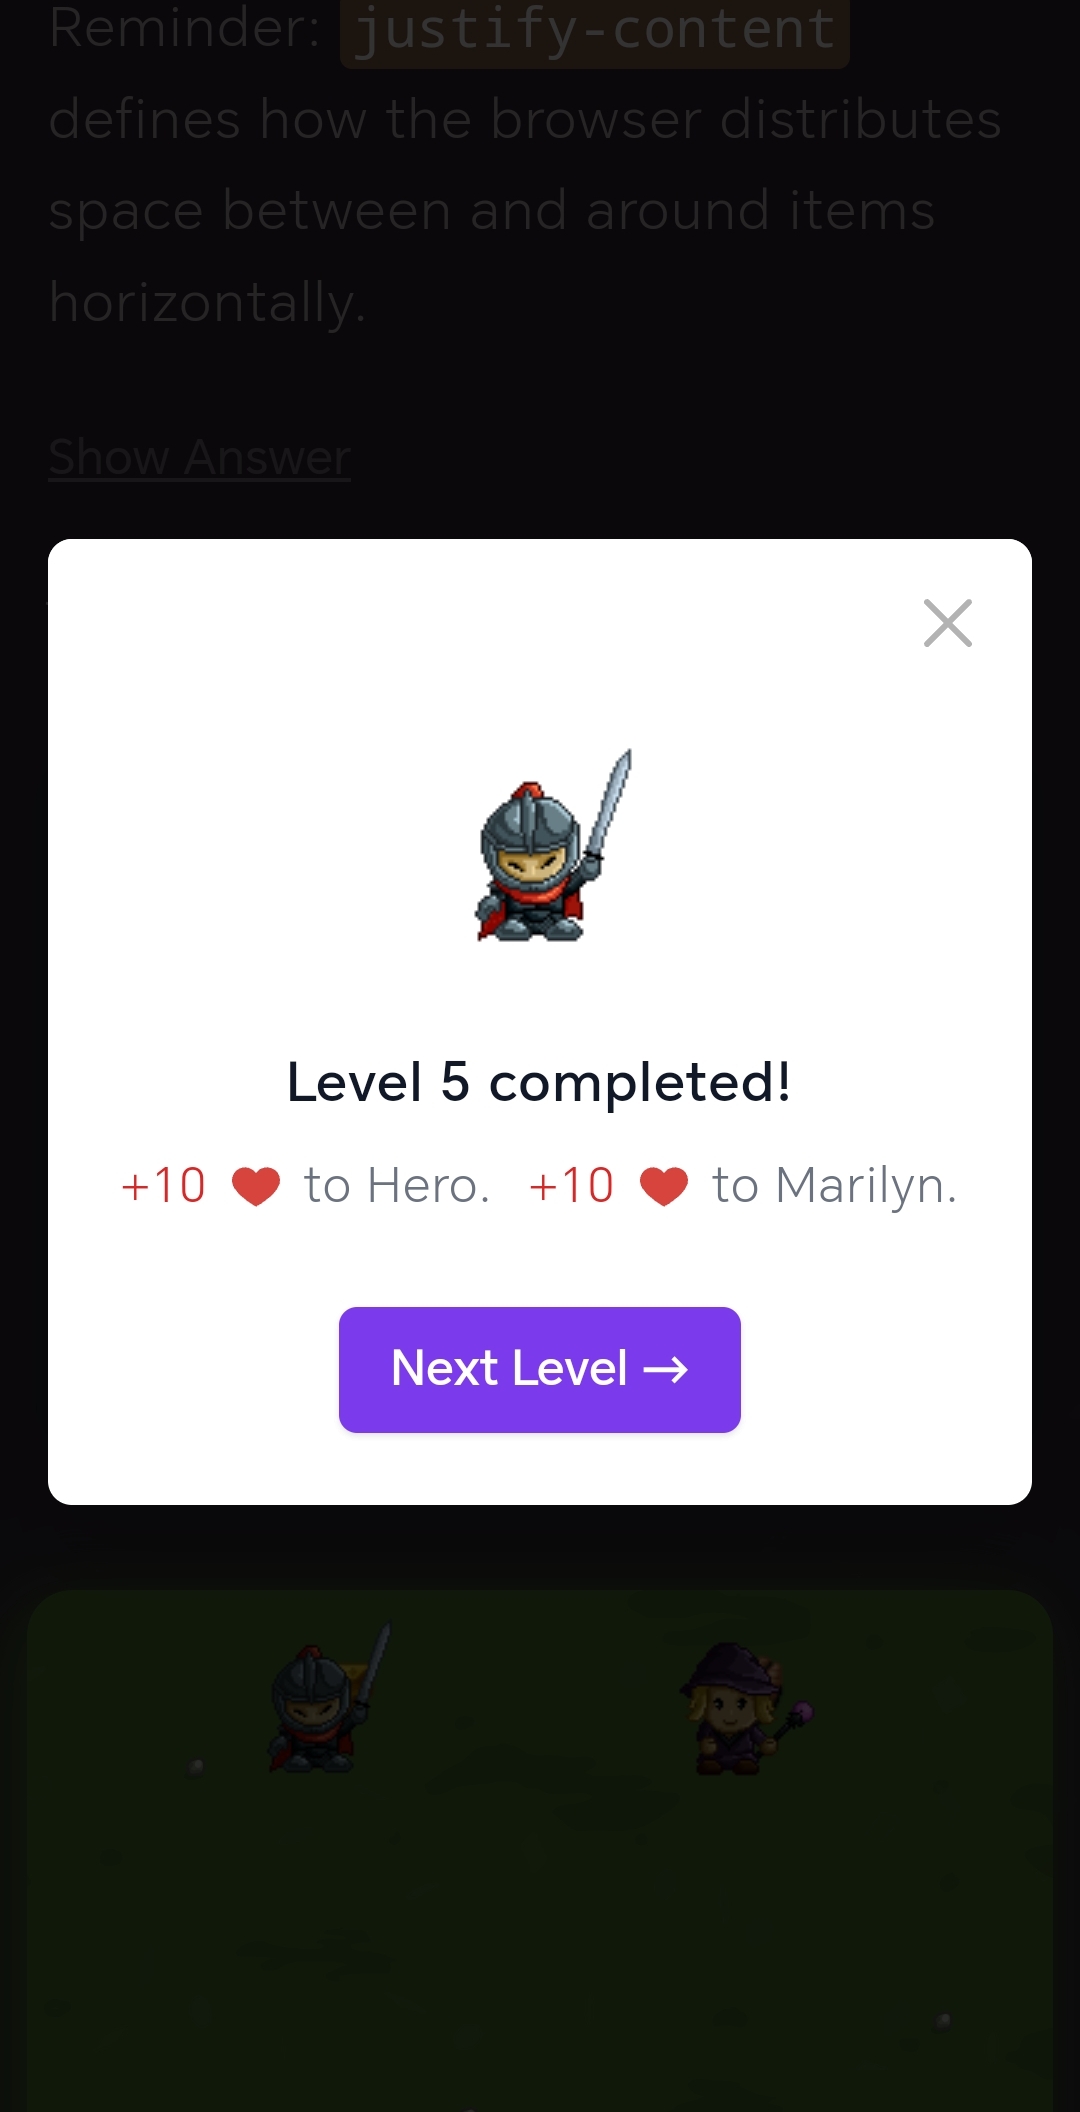 Reminder: justify-content
defines how the browser distributes
space between and around items
horizontally.
Show Answer
Level 5 completed!
+10 ❤ to Hero. +10 ❤ to Marilyn.
Next Level →